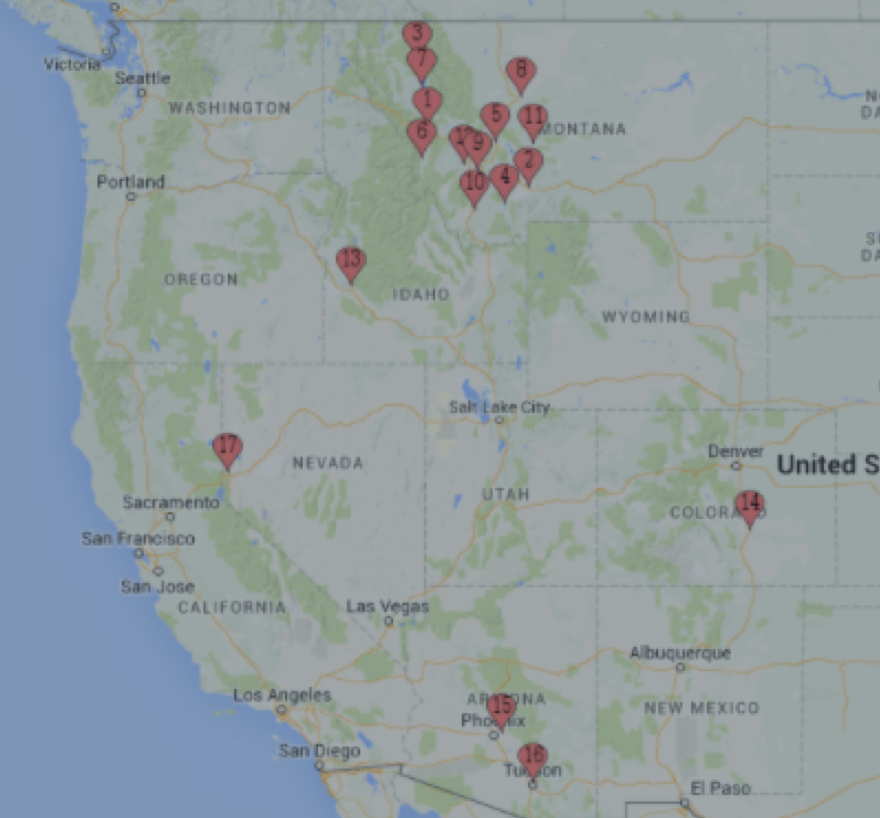 3
Victoria
7
Seattle
8
WASHINGTON
1
5
11
MONTANA
6
9
2
Portland
10
4
13
OREGON
IDAHO
WYOMING
Salt Lake City
17
NEVADA
Denver
United S
UTAH
14
Sacramento
COLORADO
San Francisco
San Jose
CALIFORNIA
Las Vegas
Albuquerque
Los Angeles
ARIZONA
15
Phoenix
NEW MEXICO
San Diego
16
Tucson
El Paso